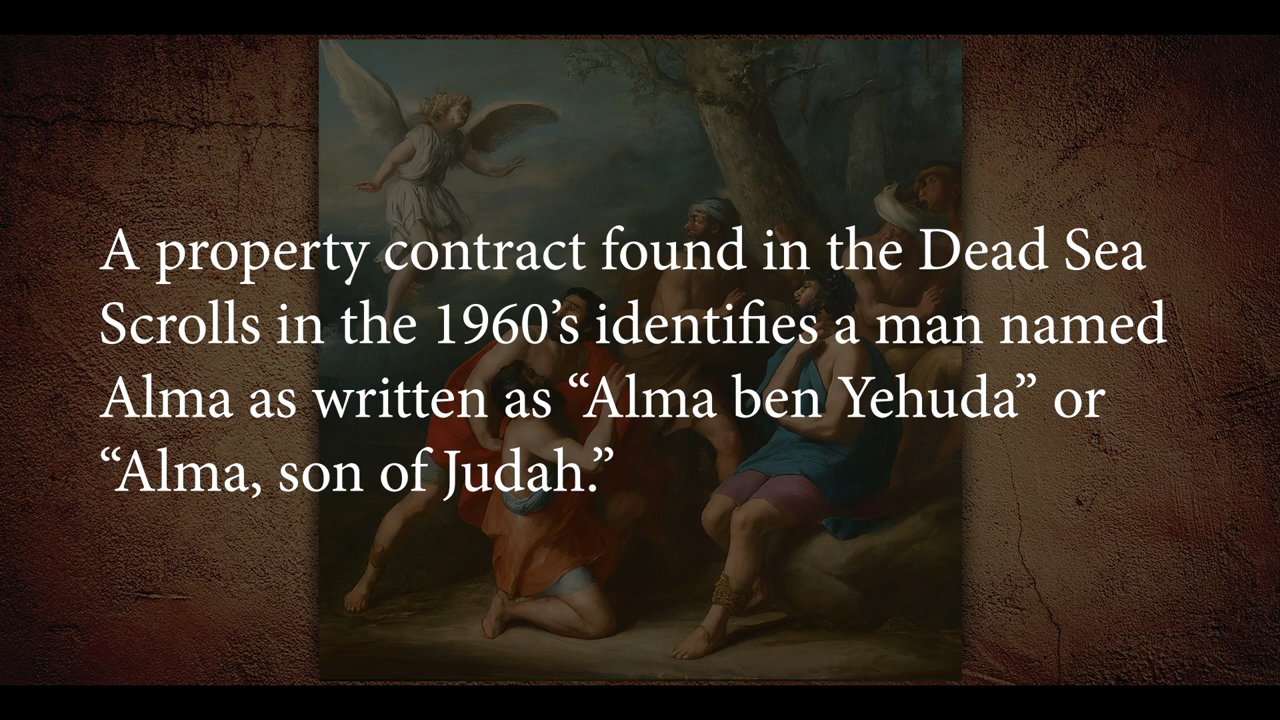 A property contract found in the Dead Sea
Scrolls in the 1960’s identifies a man named
Alma as written as “Alma ben Yehuda” or
“Alma, son of Judah.”